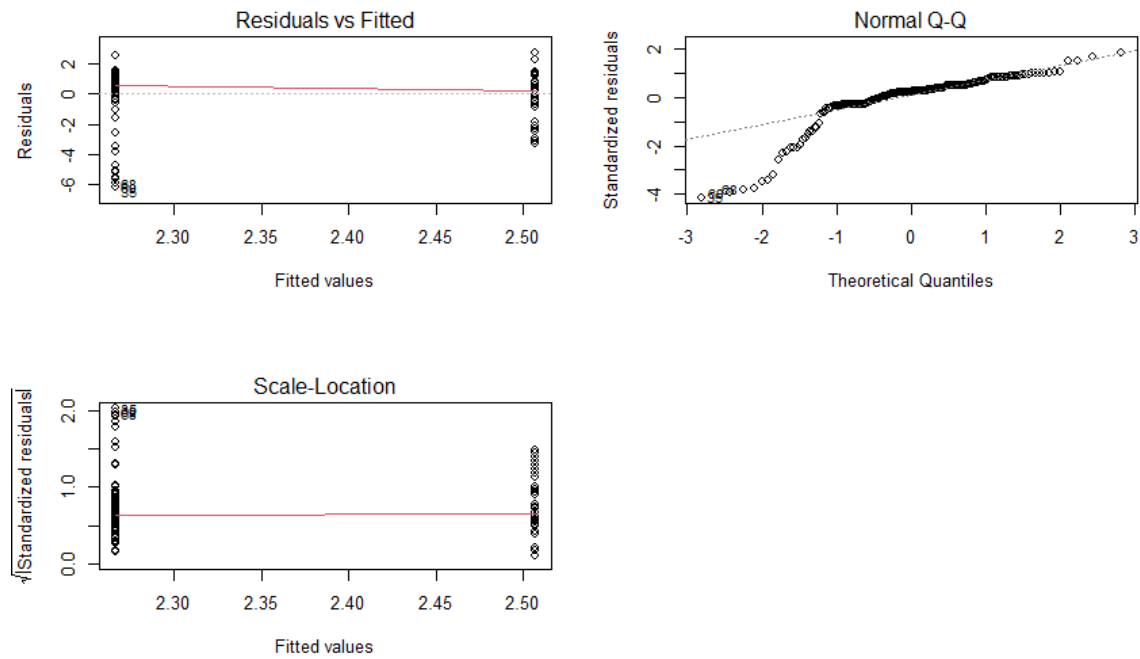 Residuals vs Fitted
Residuals
2
0
-2
-4
-6
2.30 2.35 2.40 2.45 2.50
Fitted values
Normal Q-Q
Standardized residuals
2
0
-2
-4
-3 -2 -1 0 1 2 3
Theoretical Quantiles
Scale-Location
√|Standardized residuals|
2.0
1.0
0.0
2.30 2.35 2.40 2.45 2.50
Fitted values